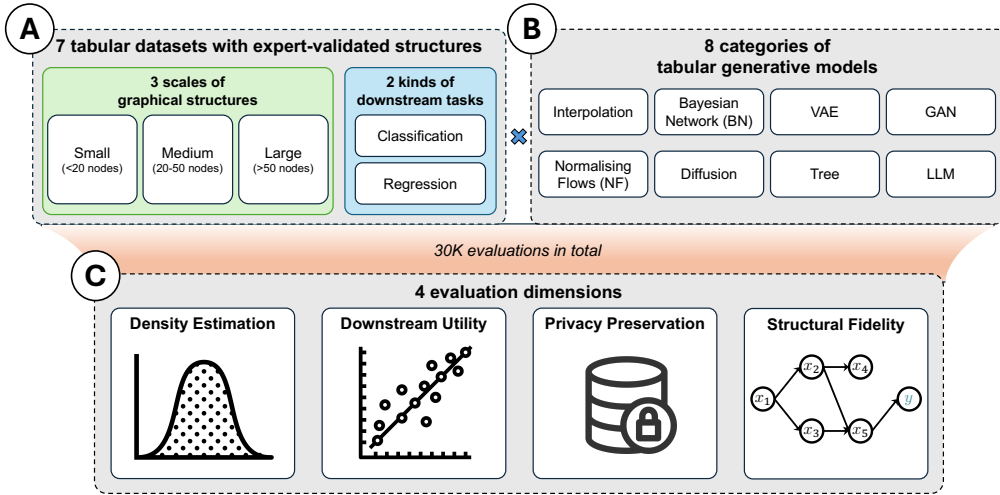 A
7 tabular datasets with expert-validated structures
3 scales of
graphical structures
Small
(<20 nodes)
Medium
(20-50 nodes)
Large
(>50 nodes)
2 kinds of
downstream tasks
Classification
Regression
B
8 categories of
tabular generative models
Interpolation
Bayesian
Network (BN)
VAE
GAN
Normalising
Flows (NF)
Diffusion
Tree
LLM
30K evaluations in total
C
4 evaluation dimensions
Density Estimation
Downstream Utility
Privacy Preservation
Structural Fidelity
x₁
x₂
x₃
x₄
x₅
y